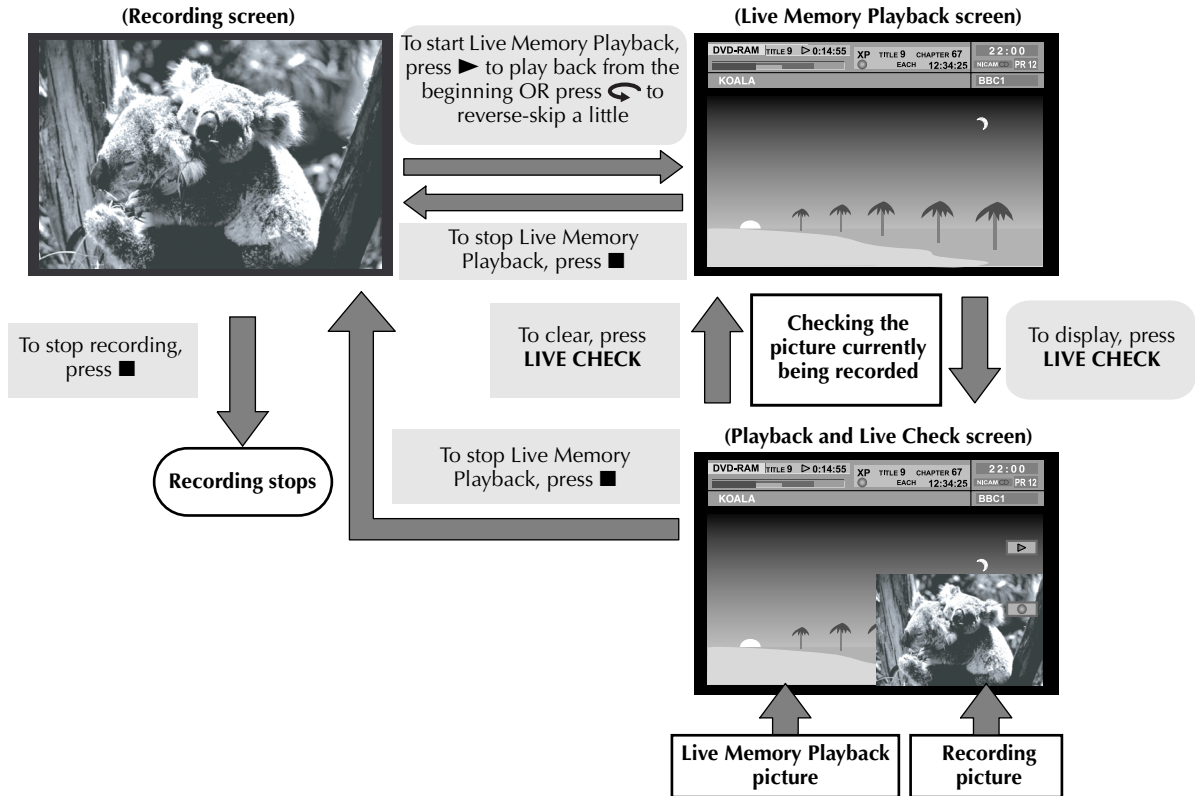 (Recording screen)
To start Live Memory Playback,
press ► to play back from the
beginning OR press to
reverse-skip a little
(Live Memory Playback screen)
DVD-RAM TITLE 9 ▷ 0:14:55 XP TITLE 9 CHAPTER 67 22:00
EACH 12:34:25 NICAM PR 12
KOALA BBC1
To stop Live Memory
Playback, press ■
To stop recording,
press ■
To clear, press
LIVE CHECK
Checking the
picture currently
being recorded
To display, press
LIVE CHECK
Recording stops
To stop Live Memory
Playback, press ■
(Playback and Live Check screen)
DVD-RAM TITLE 9 ▷ 0:14:55 XP TITLE 9 CHAPTER 67 22:00
EACH 12:34:25 NICAM PR 12
KOALA BBC1
Live Memory Playback
picture
Recording
picture